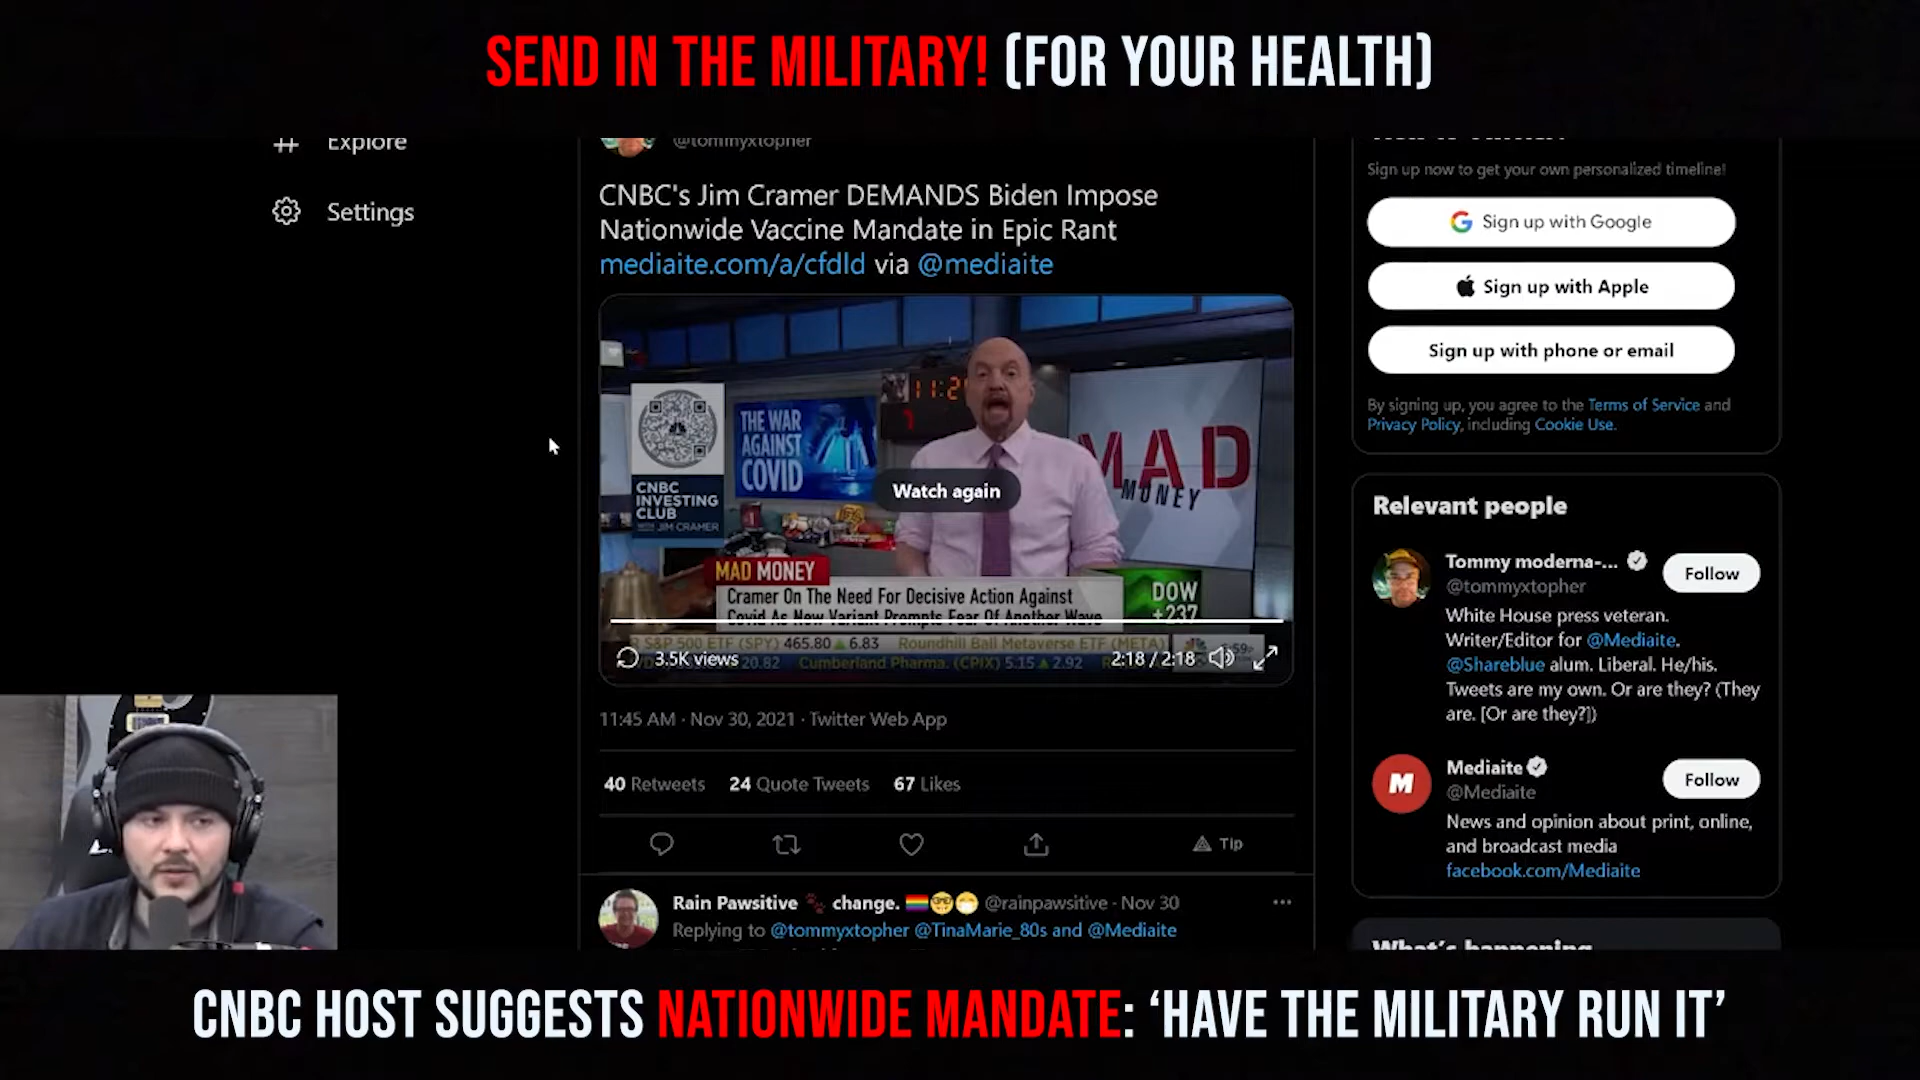 SEND IN THE MILITARY! (FOR YOUR HEALTH)
Explore
Settings
@tommyxtopher
CNBC's Jim Cramer DEMANDS Biden Impose
Nationwide Vaccine Mandate in Epic Rant
mediaite.com/a/cfdld via @mediaite
THE WAR
AGAINST
COVID
11:2
MAD
MONEY
CNBC
INVESTING
CLUB
WITH JIM CRAMER
Watch again
MAD MONEY
Cramer On The Need For Decisive Action Against
Covid As New Variant Prompts Fear Of Another Wave
DOW
+237
S&P 500 ETF (SPY) 465.80 ▲ 6.83 Roundhill Ball Metaverse ETF (META)
20.82 Cumberland Pharma. (CPIX) 5.15 ▲ 2.92
3.5K views
2:18 / 2:18
11:45 AM · Nov 30, 2021 · Twitter Web App
40 Retweets 24 Quote Tweets 67 Likes
Tip
Rain Pawsitive 🐾 change. 🏳️‍🌈🤓😷 @rainpawsitive · Nov 30
Replying to @tommyxtopher @TinaMarie_80s and @Mediaite
Sign up now to get your own personalized timeline!
Sign up with Google
Sign up with Apple
Sign up with phone or email
By signing up, you agree to the Terms of Service and
Privacy Policy, including Cookie Use.
Relevant people
Tommy moderna-...
Follow
@tommyxtopher
White House press veteran.
Writer/Editor for @Mediaite.
@Shareblue alum. Liberal. He/his.
Tweets are my own. Or are they? (They
are. [Or are they?])
Mediaite
Follow
@Mediaite
News and opinion about print, online,
and broadcast media
facebook.com/Mediaite
What's happening
CNBC HOST SUGGESTS NATIONWIDE MANDATE: ‘HAVE THE MILITARY RUN IT’